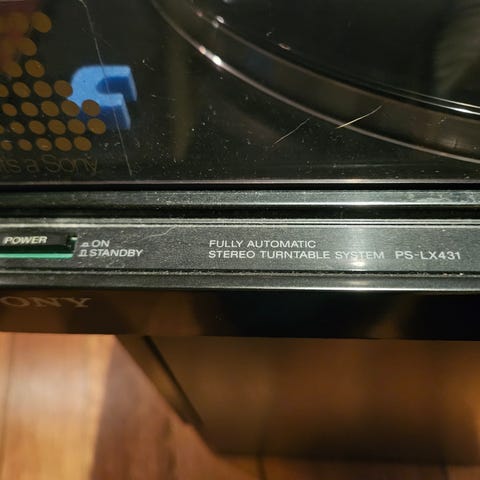 it's a Sony
POWER
ON
STANDBY
FULLY AUTOMATIC
STEREO TURNTABLE SYSTEM PS-LX431
SONY